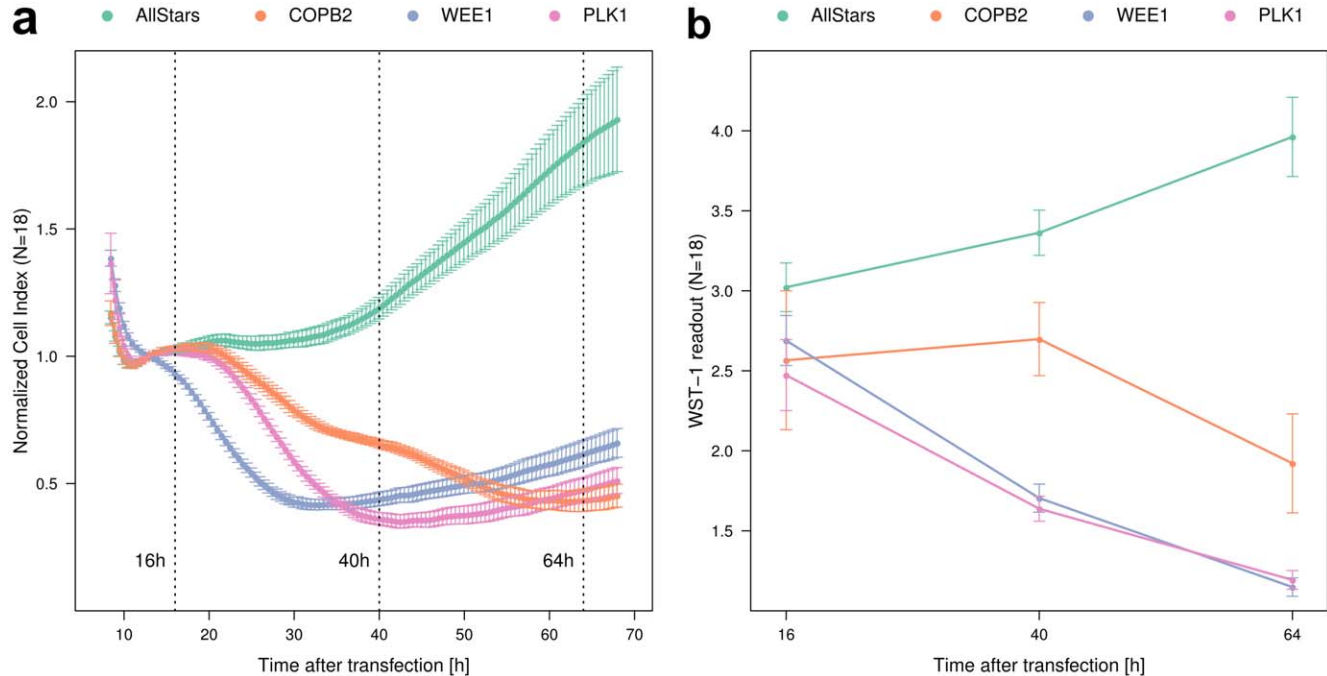 a
AllStars COPB2 WEE1 PLK1
Normalized Cell Index (N=18)
2.0
1.5
1.0
0.5
16h 40h 64h
10 20 30 40 50 60 70
Time after transfection [h]
b
AllStars COPB2 WEE1 PLK1
WST-1 readout (N=18)
4.0
3.5
3.0
2.5
2.0
1.5
16 40 64
Time after transfection [h]